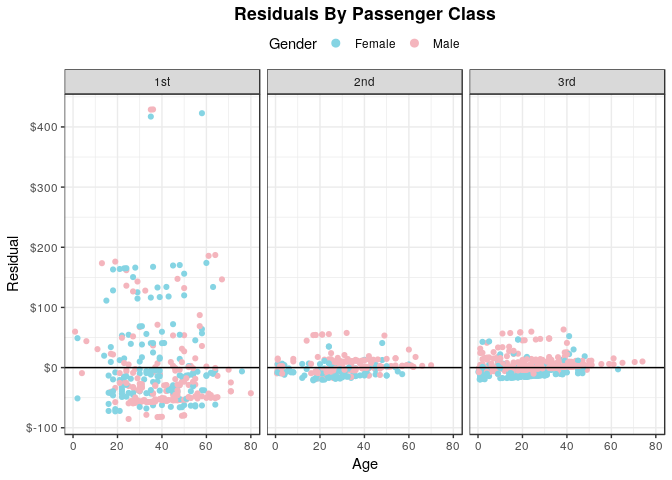 Residuals By Passenger Class
Gender Female Male
1st 2nd 3rd
$400
$300
$200
$100
$0
$-100
Residual
0 20 40 60 80 0 20 40 60 80 0 20 40 60 80
Age